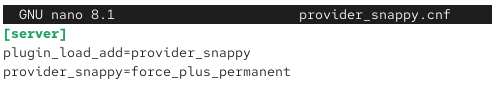 GNU nano 8.1 provider_snappy.cnf
[server]
plugin_load_add=provider_snappy
provider_snappy=force_plus_permanent